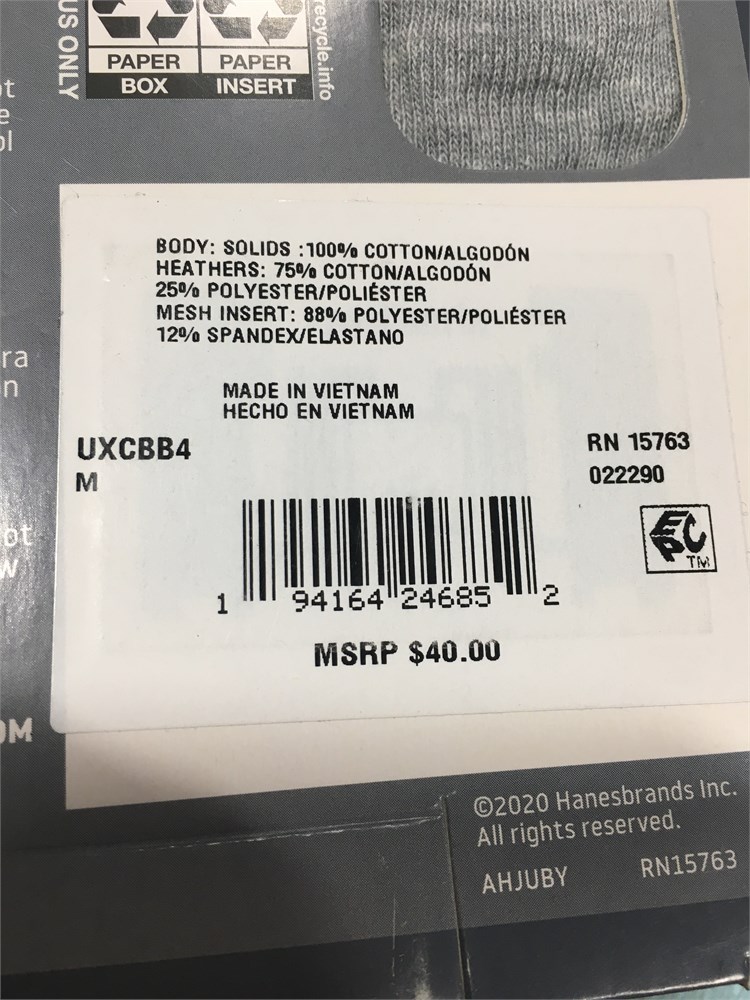 US ONLY
PAPER
BOX
PAPER
INSERT
recycle.info
BODY: SOLIDS :100% COTTON/ALGODÓN
HEATHERS: 75% COTTON/ALGODÓN
25% POLYESTER/POLIÉSTER
MESH INSERT: 88% POLYESTER/POLIÉSTER
12% SPANDEX/ELASTANO
MADE IN VIETNAM
HECHO EN VIETNAM
UXCBB4
M
RN 15763
022290
EPC
TM
1 94164 24685 2
MSRP $40.00
©2020 Hanesbrands Inc.
All rights reserved.
AHJUBY RN15763